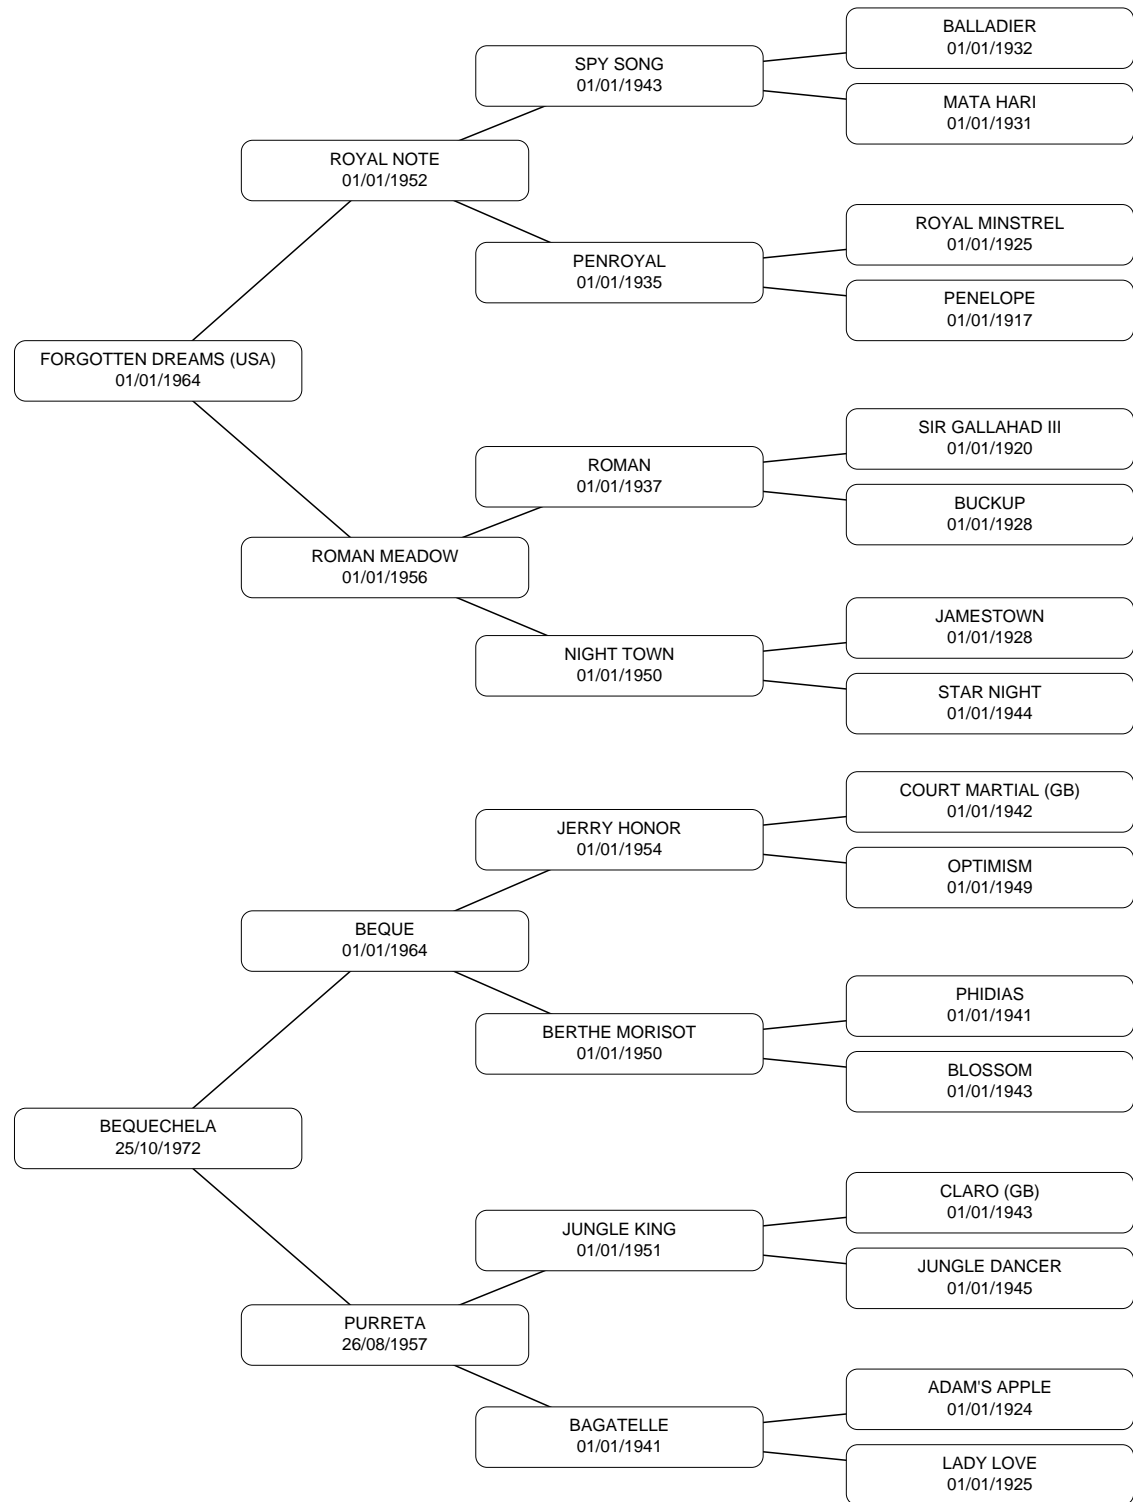 BALLADIER
01/01/1932
SPY SONG
01/01/1943
MATA HARI
01/01/1931
ROYAL NOTE
01/01/1952
ROYAL MINSTREL
01/01/1925
PENROYAL
01/01/1935
PENELOPE
01/01/1917
FORGOTTEN DREAMS (USA)
01/01/1964
SIR GALLAHAD III
01/01/1920
ROMAN
01/01/1937
BUCKUP
01/01/1928
ROMAN MEADOW
01/01/1956
JAMESTOWN
01/01/1928
NIGHT TOWN
01/01/1950
STAR NIGHT
01/01/1944
COURT MARTIAL (GB)
01/01/1942
JERRY HONOR
01/01/1954
OPTIMISM
01/01/1949
BEQUE
01/01/1964
PHIDIAS
01/01/1941
BERTHE MORISOT
01/01/1950
BLOSSOM
01/01/1943
BEQUECHELA
25/10/1972
CLARO (GB)
01/01/1943
JUNGLE KING
01/01/1951
JUNGLE DANCER
01/01/1945
PURRETA
26/08/1957
ADAM'S APPLE
01/01/1924
BAGATELLE
01/01/1941
LADY LOVE
01/01/1925